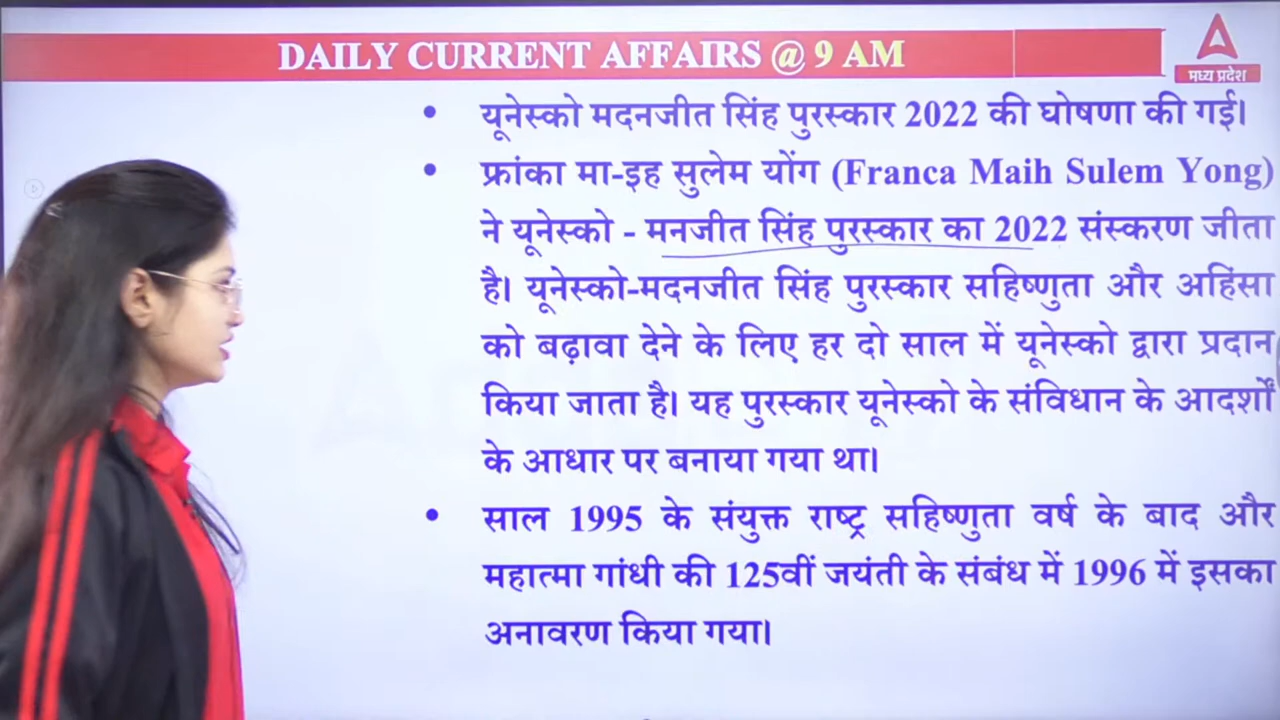 DAILY CURRENT AFFAIRS @ 9 AM
मध्य प्रदेश
• यूनेस्को मदनजीत सिंह पुरस्कार 2022 की घोषणा की गई।
• फ्रांका मा-इह सुलेम योंग (Franca Maih Sulem Yong)
ने यूनेस्को - मनजीत सिंह पुरस्कार का 2022 संस्करण जीता
है। यूनेस्को-मदनजीत सिंह पुरस्कार सहिष्णुता और अहिंसा
को बढ़ावा देने के लिए हर दो साल में यूनेस्को द्वारा प्रदान
किया जाता है। यह पुरस्कार यूनेस्को के संविधान के आदर्शों
के आधार पर बनाया गया था।
• साल 1995 के संयुक्त राष्ट्र सहिष्णुता वर्ष के बाद और
महात्मा गांधी की 125वीं जयंती के संबंध में 1996 में इसका
अनावरण किया गया।